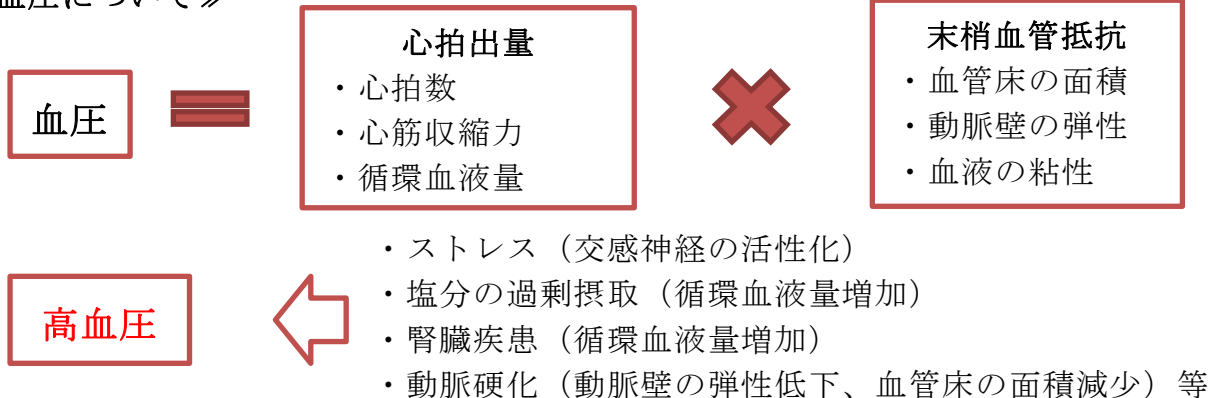 血圧について≫
心拍出量
・心拍数
・心筋収縮力
・循環血液量
末梢血管抵抗
・血管床の面積
・動脈壁の弾性
・血液の粘性
血圧
・ストレス（交感神経の活性化）
・塩分の過剰摂取（循環血液量増加）
・腎臓疾患（循環血液量増加）
・動脈硬化（動脈壁の弾性低下、血管床の面積減少）等
高血圧